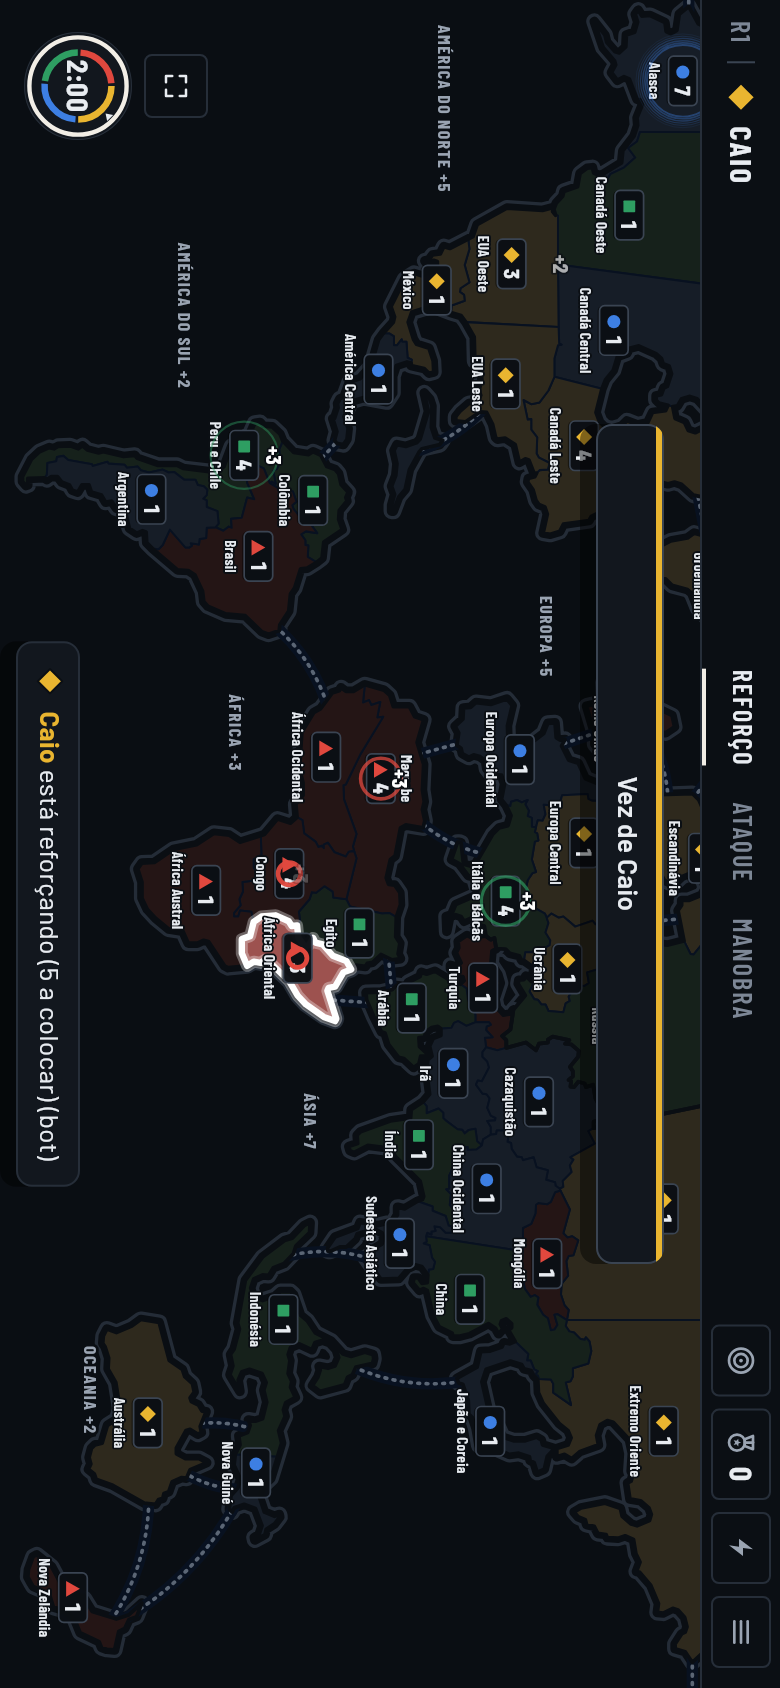 R1
CAIO
REFORÇO
ATAQUE
MANOBRA
0
Vez de Caio
7
Alasca
1
Canadá Oeste
+2
1
Canadá Central
3
EUA Oeste
1
México
1
EUA Leste
4
Canadá Leste
1
América Central
AMÉRICA DO NORTE +5
AMÉRICA DO SUL +2
+3
4
Peru e Chile
1
Colômbia
1
Brasil
1
Argentina
EUROPA +5
1
Europa Ocidental
1
Europa Central
Escandinávia
+3
4
Itália e Bálcãs
1
Ucrânia
Rússia
1
Turquia
ÁFRICA +3
1
África Ocidental
+3
4
Congo
1
África Austral
África Oriental
1
Egito
1
Arábia
1
Irã
1
Cazaquistão
1
Índia
1
China Ocidental
1
Sudeste Asiático
1
Mongólia
1
China
1
1
Extremo Oriente
1
Japão e Coreia
ÁSIA +7
1
Indonésia
1
Nova Guiné
1
Austrália
1
Nova Zelândia
OCEANIA +2
2:00
Caio está reforçando (5 a colocar) (bot)